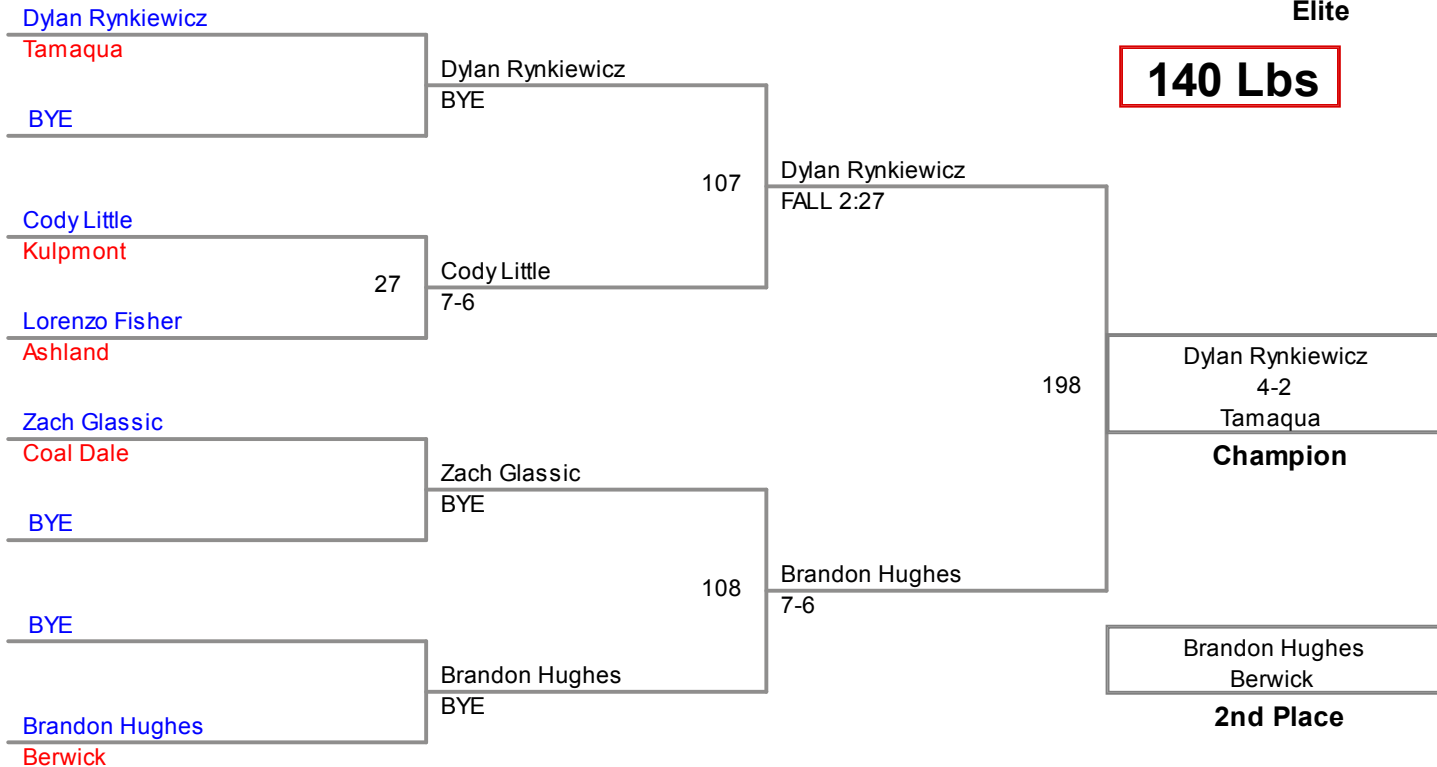 Elite
140 Lbs
Dylan Rynkiewicz
Tamaqua
BYE
Cody Little
Kulpmont
27
Lorenzo Fisher
Ashland
Zach Glassic
Coal Dale
BYE
BYE
Brandon Hughes
Berwick
Dylan Rynkiewicz
BYE
107
Cody Little
7-6
Zach Glassic
BYE
108
Brandon Hughes
BYE
Dylan Rynkiewicz
FALL 2:27
198
Brandon Hughes
7-6
Dylan Rynkiewicz
4-2
Tamaqua
Champion
Brandon Hughes
Berwick
2nd Place